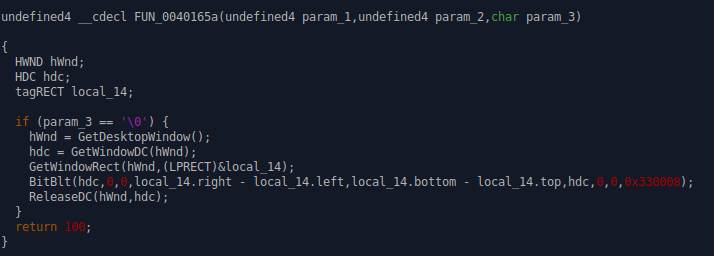 undefined4 __cdecl FUN_0040165a(undefined4 param_1,undefined4 param_2,char param_3)
{
HWND hWnd;
HDC hdc;
tagRECT local_14;
if (param_3 == '\0') {
hWnd = GetDesktopWindow();
hdc = GetWindowDC(hWnd);
GetWindowRect(hWnd,(LPRECT)&local_14);
BitBlt(hdc,0,0,local_14.right - local_14.left,local_14.bottom - local_14.top,hdc,0,0,0x330008);
ReleaseDC(hWnd,hdc);
}
return 100;
}